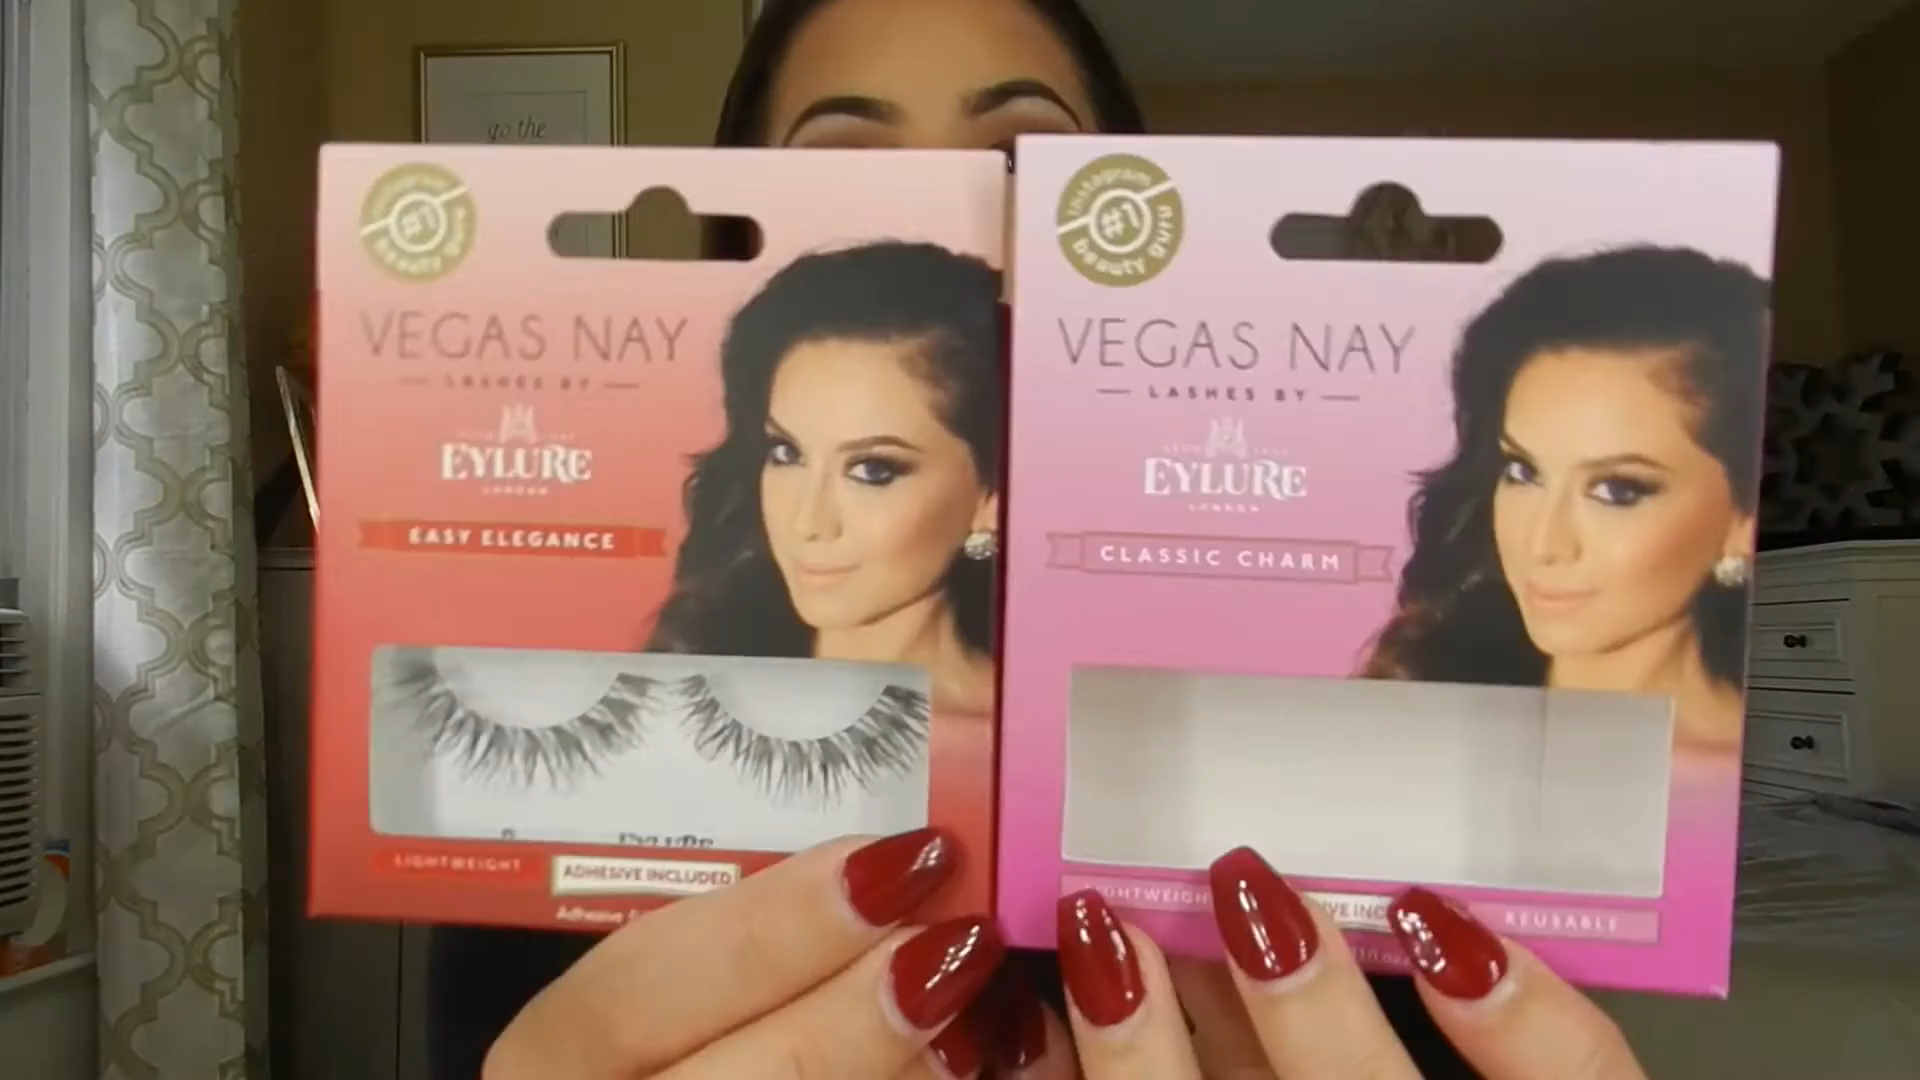 go the
Instagram
#1
beauty guru
VEGAS NAY
LASHES BY
EYLURE
LONDON
EASY ELEGANCE
LIGHTWEIGHT
ADHESIVE INCLUDED
Instagram
#1
beauty guru
VEGAS NAY
LASHES BY
EYLURE
LONDON
CLASSIC CHARM
REUSABLE